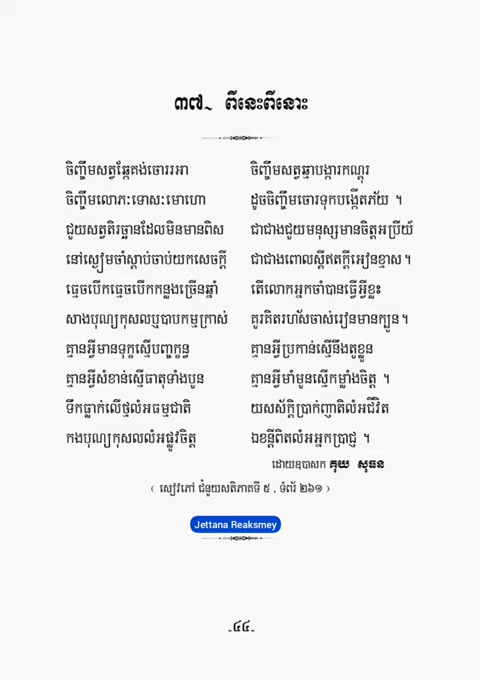 ៣៧~ ពីនេះពីនោះ
ចិញ្ចឹមសត្វឆ្កែគង់ចោររអា ចិញ្ចឹមសត្វឆ្មាបង្ការកណ្ដុរ
ចិញ្ចឹមលោភៈទោសៈមោហោ ដូចចិញ្ចឹមចោរទុកបង្កើតភ័យ ។
ជួយសត្វតិរច្ឆានដែលមិនមានពិស ជាជាងជួយមនុស្សមានចិត្តអប្រីយ៍
នៅស្ងៀមចាំស្ដាប់ចាប់យកសេចក្ដី ជាជាងពោលស្ដីឥតក្ដីអៀនខ្មាស។
ធ្មេចបើកធ្មេចបើកកន្លងច្រើនឆ្នាំ តើលោកអ្នកចាំបានធ្វើអ្វីខ្លះ
សាងបុណ្យកុសលឬបាបកម្មក្រាស់ គួរគិតរហ័សចាស់រៀនមានក្បួន។
គ្មានអ្វីមានទុក្ខស្មើបញ្ចក្ខន្ធ គ្មានអ្វីប្រកាន់ស្មើនឹងតួខ្លួន
គ្មានអ្វីសំខាន់ស្មើធាតុទាំងបួន គ្មានអ្វីមាំមួនស្មើកម្លាំងចិត្ត ។
ទឹកធ្លាក់លើថ្មលំអធម្មជាតិ យសស័ក្ដិប្រាក់ញាតិលំអជីវិត
កងបុណ្យកុសលលំអផ្លូវចិត្ត ឯខន្តីពិតលំអអ្នកប្រាជ្ញ ។
ដោយឧបាសក គុយ សុធន
( សៀវភៅ ជំនួយសតិភាគទី ៥ , ទំព័រ ២៦១ )
Jettana Reaksmey
-៤៤-